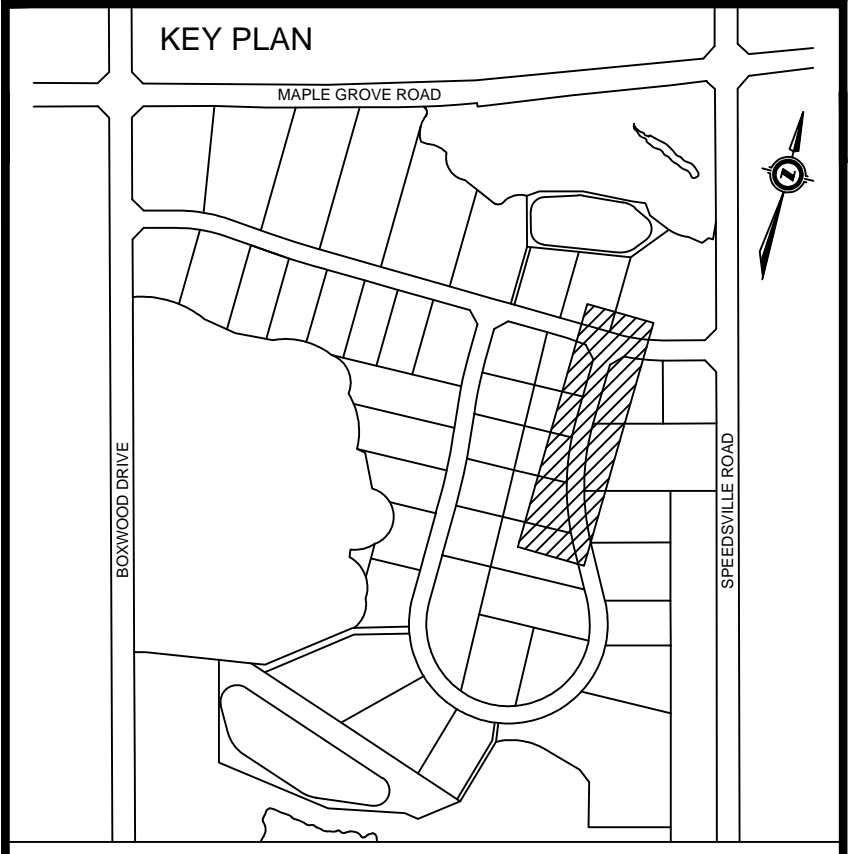 KEY PLAN
MAPLE GROVE ROAD
BOXWOOD DRIVE
SPEEDSVILLE ROAD
N